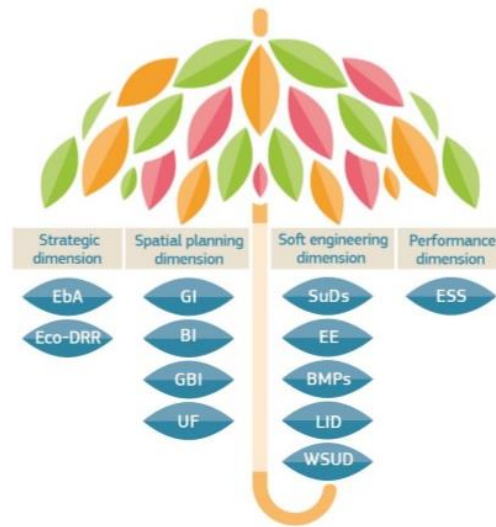 Strategic
dimension
Spatial planning
dimension
Soft engineering
dimension
Performance
dimension
EbA
Eco-DRR
GI
BI
GBI
UF
SuDs
EE
BMPs
LID
WSUD
ESS